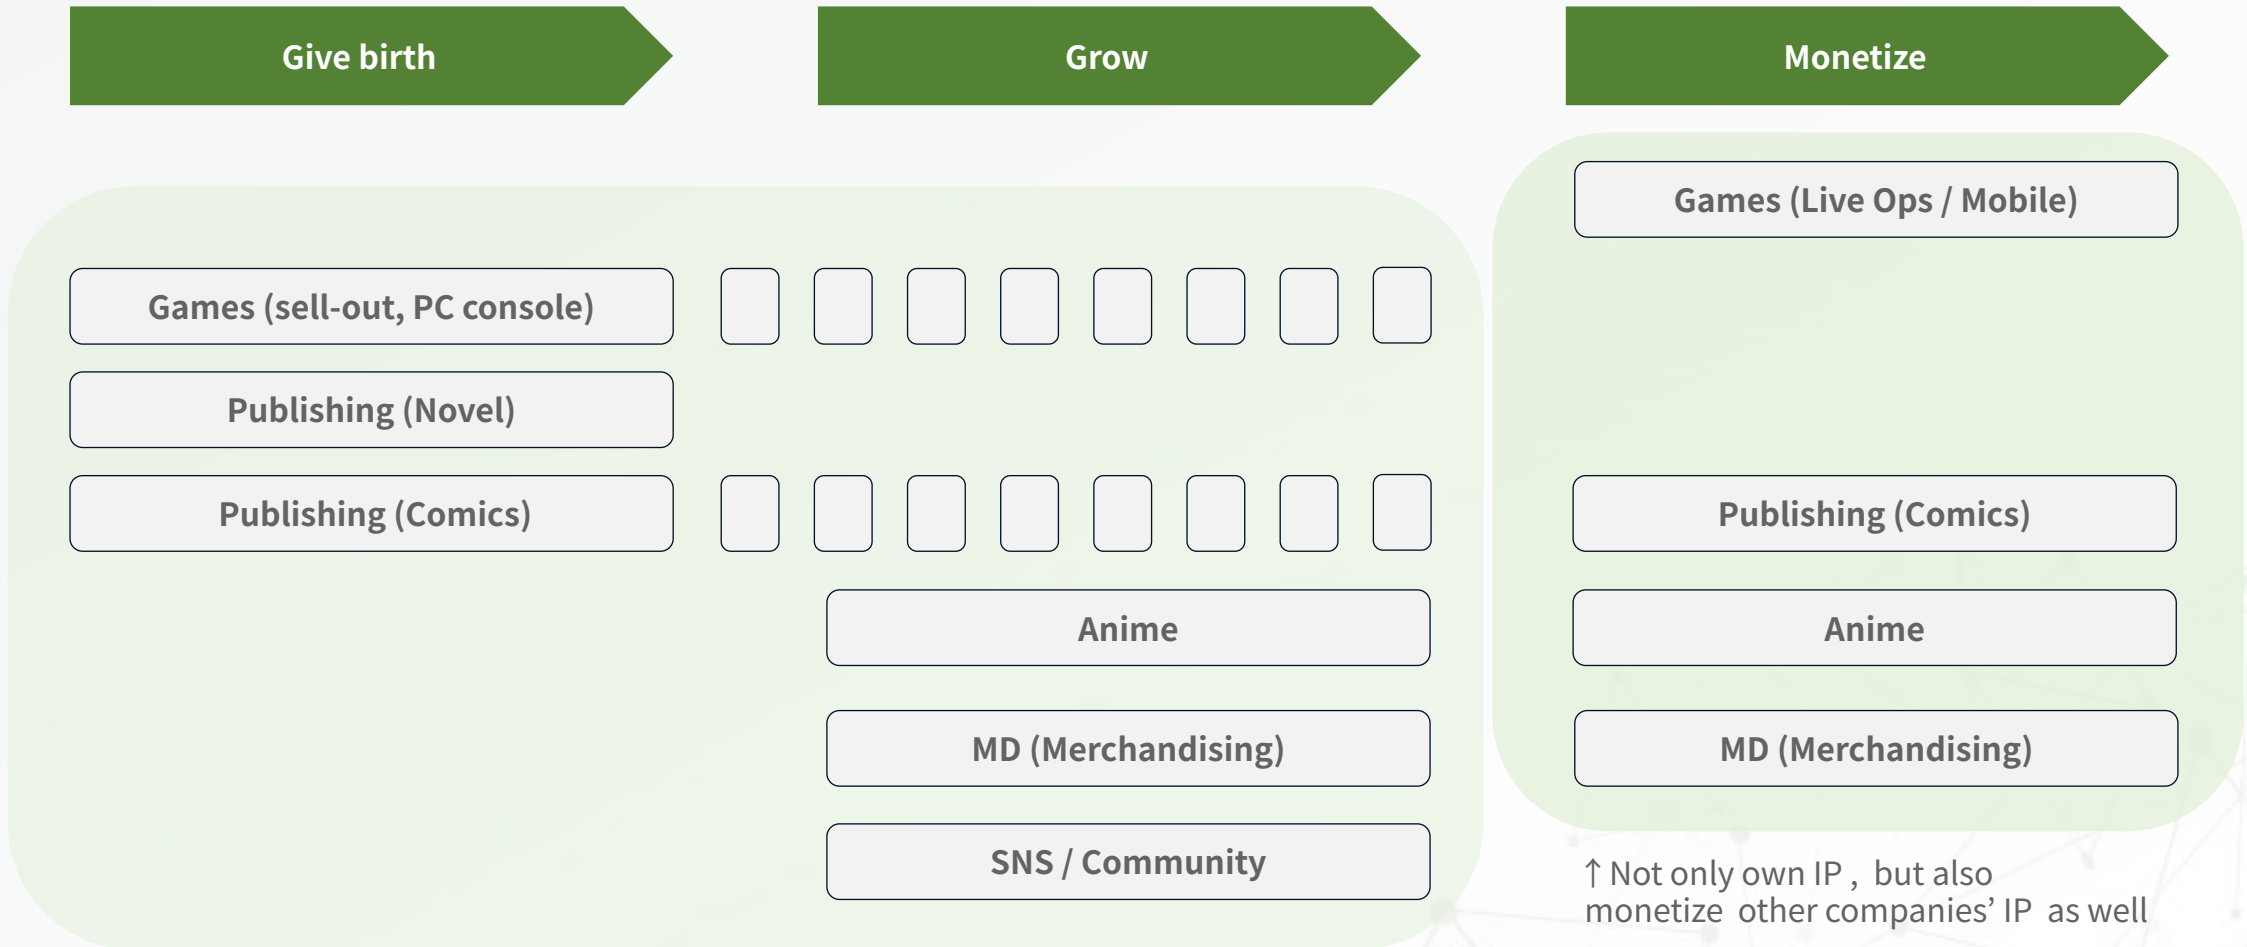 Give birth
Grow
Monetize
Games (Live Ops / Mobile)
Games (sell-out, PC console)
Publishing (Novel)
Publishing (Comics)
Publishing (Comics)
Anime
Anime
MD (Merchandising)
MD (Merchandising)
SNS / Community
↑ Not only own IP , but also
monetize other companies’ IP as well